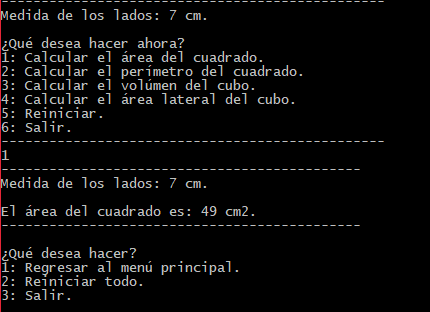 ------------------------------------------------
Medida de los lados: 7 cm.
¿Qué desea hacer ahora?
1: Calcular el área del cuadrado.
2: Calcular el perímetro del cuadrado.
3: Calcular el volúmen del cubo.
4: Calcular el área lateral del cubo.
5: Reiniciar.
6: Salir.
------------------------------------------------
1
---------------------------------------------
Medida de los lados: 7 cm.
El área del cuadrado es: 49 cm2.
---------------------------------------------
¿Qué desea hacer?
1: Regresar al menú principal.
2: Reiniciar todo.
3: Salir.